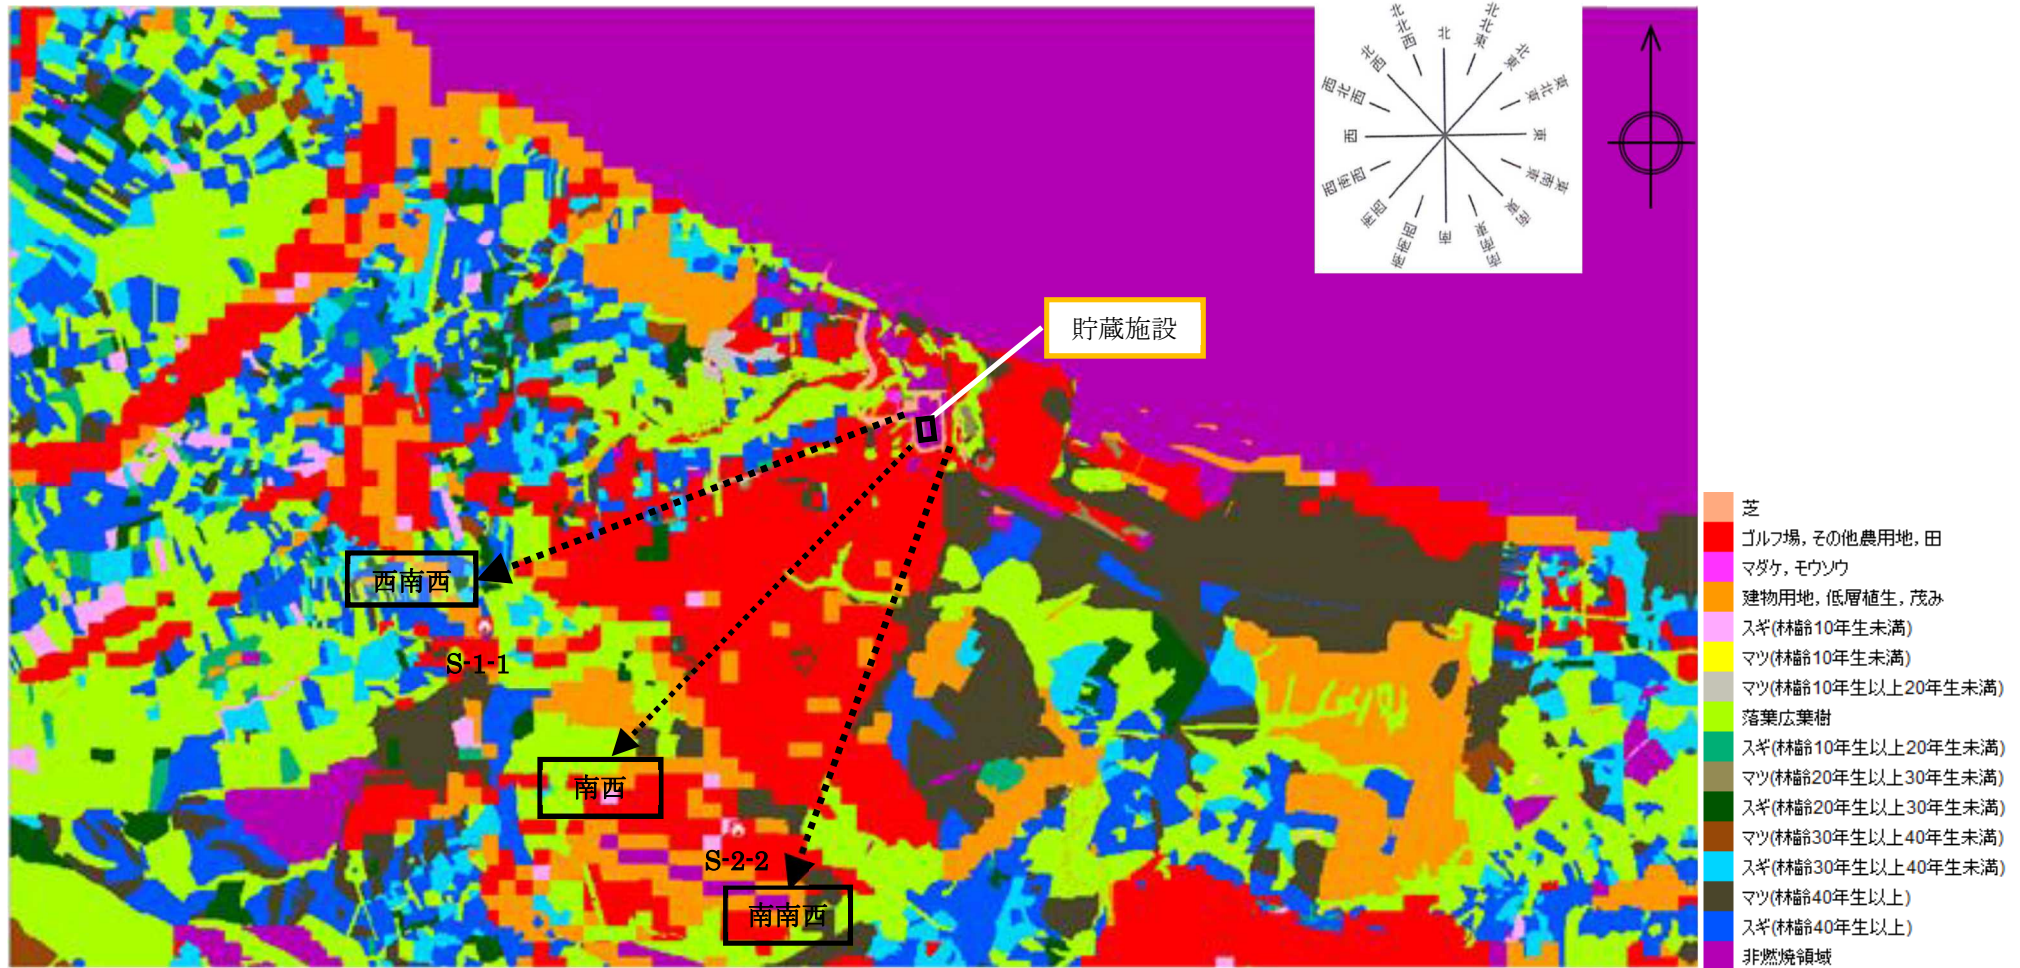 北
北北東
北東
東北東
東
東南東
南東
南南東
南
南南西
南西
西南西
西
西北西
北西
北北西
貯蔵施設
西南西
S-1-1
南西
S-2-2
南南西
芝
ゴルフ場，その他農用地，田
マダケ，モウソウ
建物用地，低層植生，茂み
スギ(林齢10年生未満)
マツ(林齢10年生未満)
マツ(林齢10年生以上20年生未満)
落葉広葉樹
スギ(林齢10年生以上20年生未満)
マツ(林齢20年生以上30年生未満)
スギ(林齢20年生以上30年生未満)
マツ(林齢30年生以上40年生未満)
スギ(林齢30年生以上40年生未満)
マツ(林齢40年生以上)
スギ(林齢40年生以上)
非燃焼領域